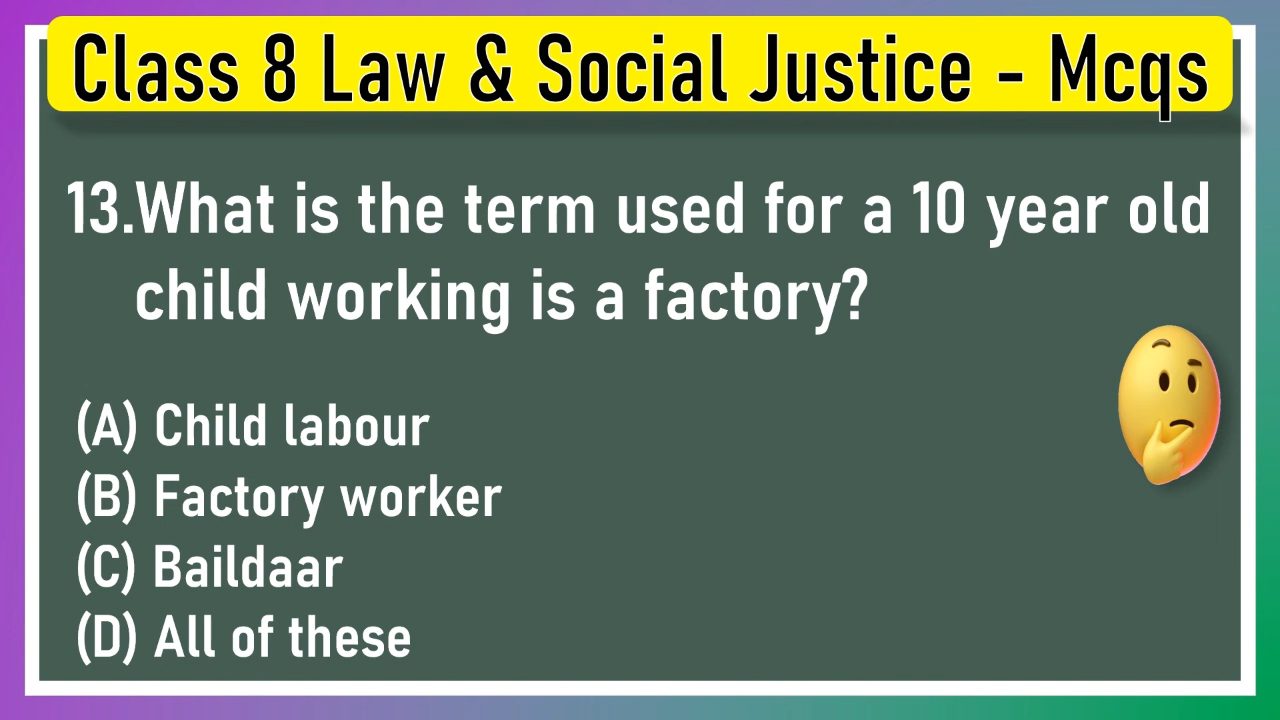 Class 8 Law & Social Justice - Mcqs
13.What is the term used for a 10 year old
child working is a factory?
(A) Child labour
(B) Factory worker
(C) Baildaar
(D) All of these